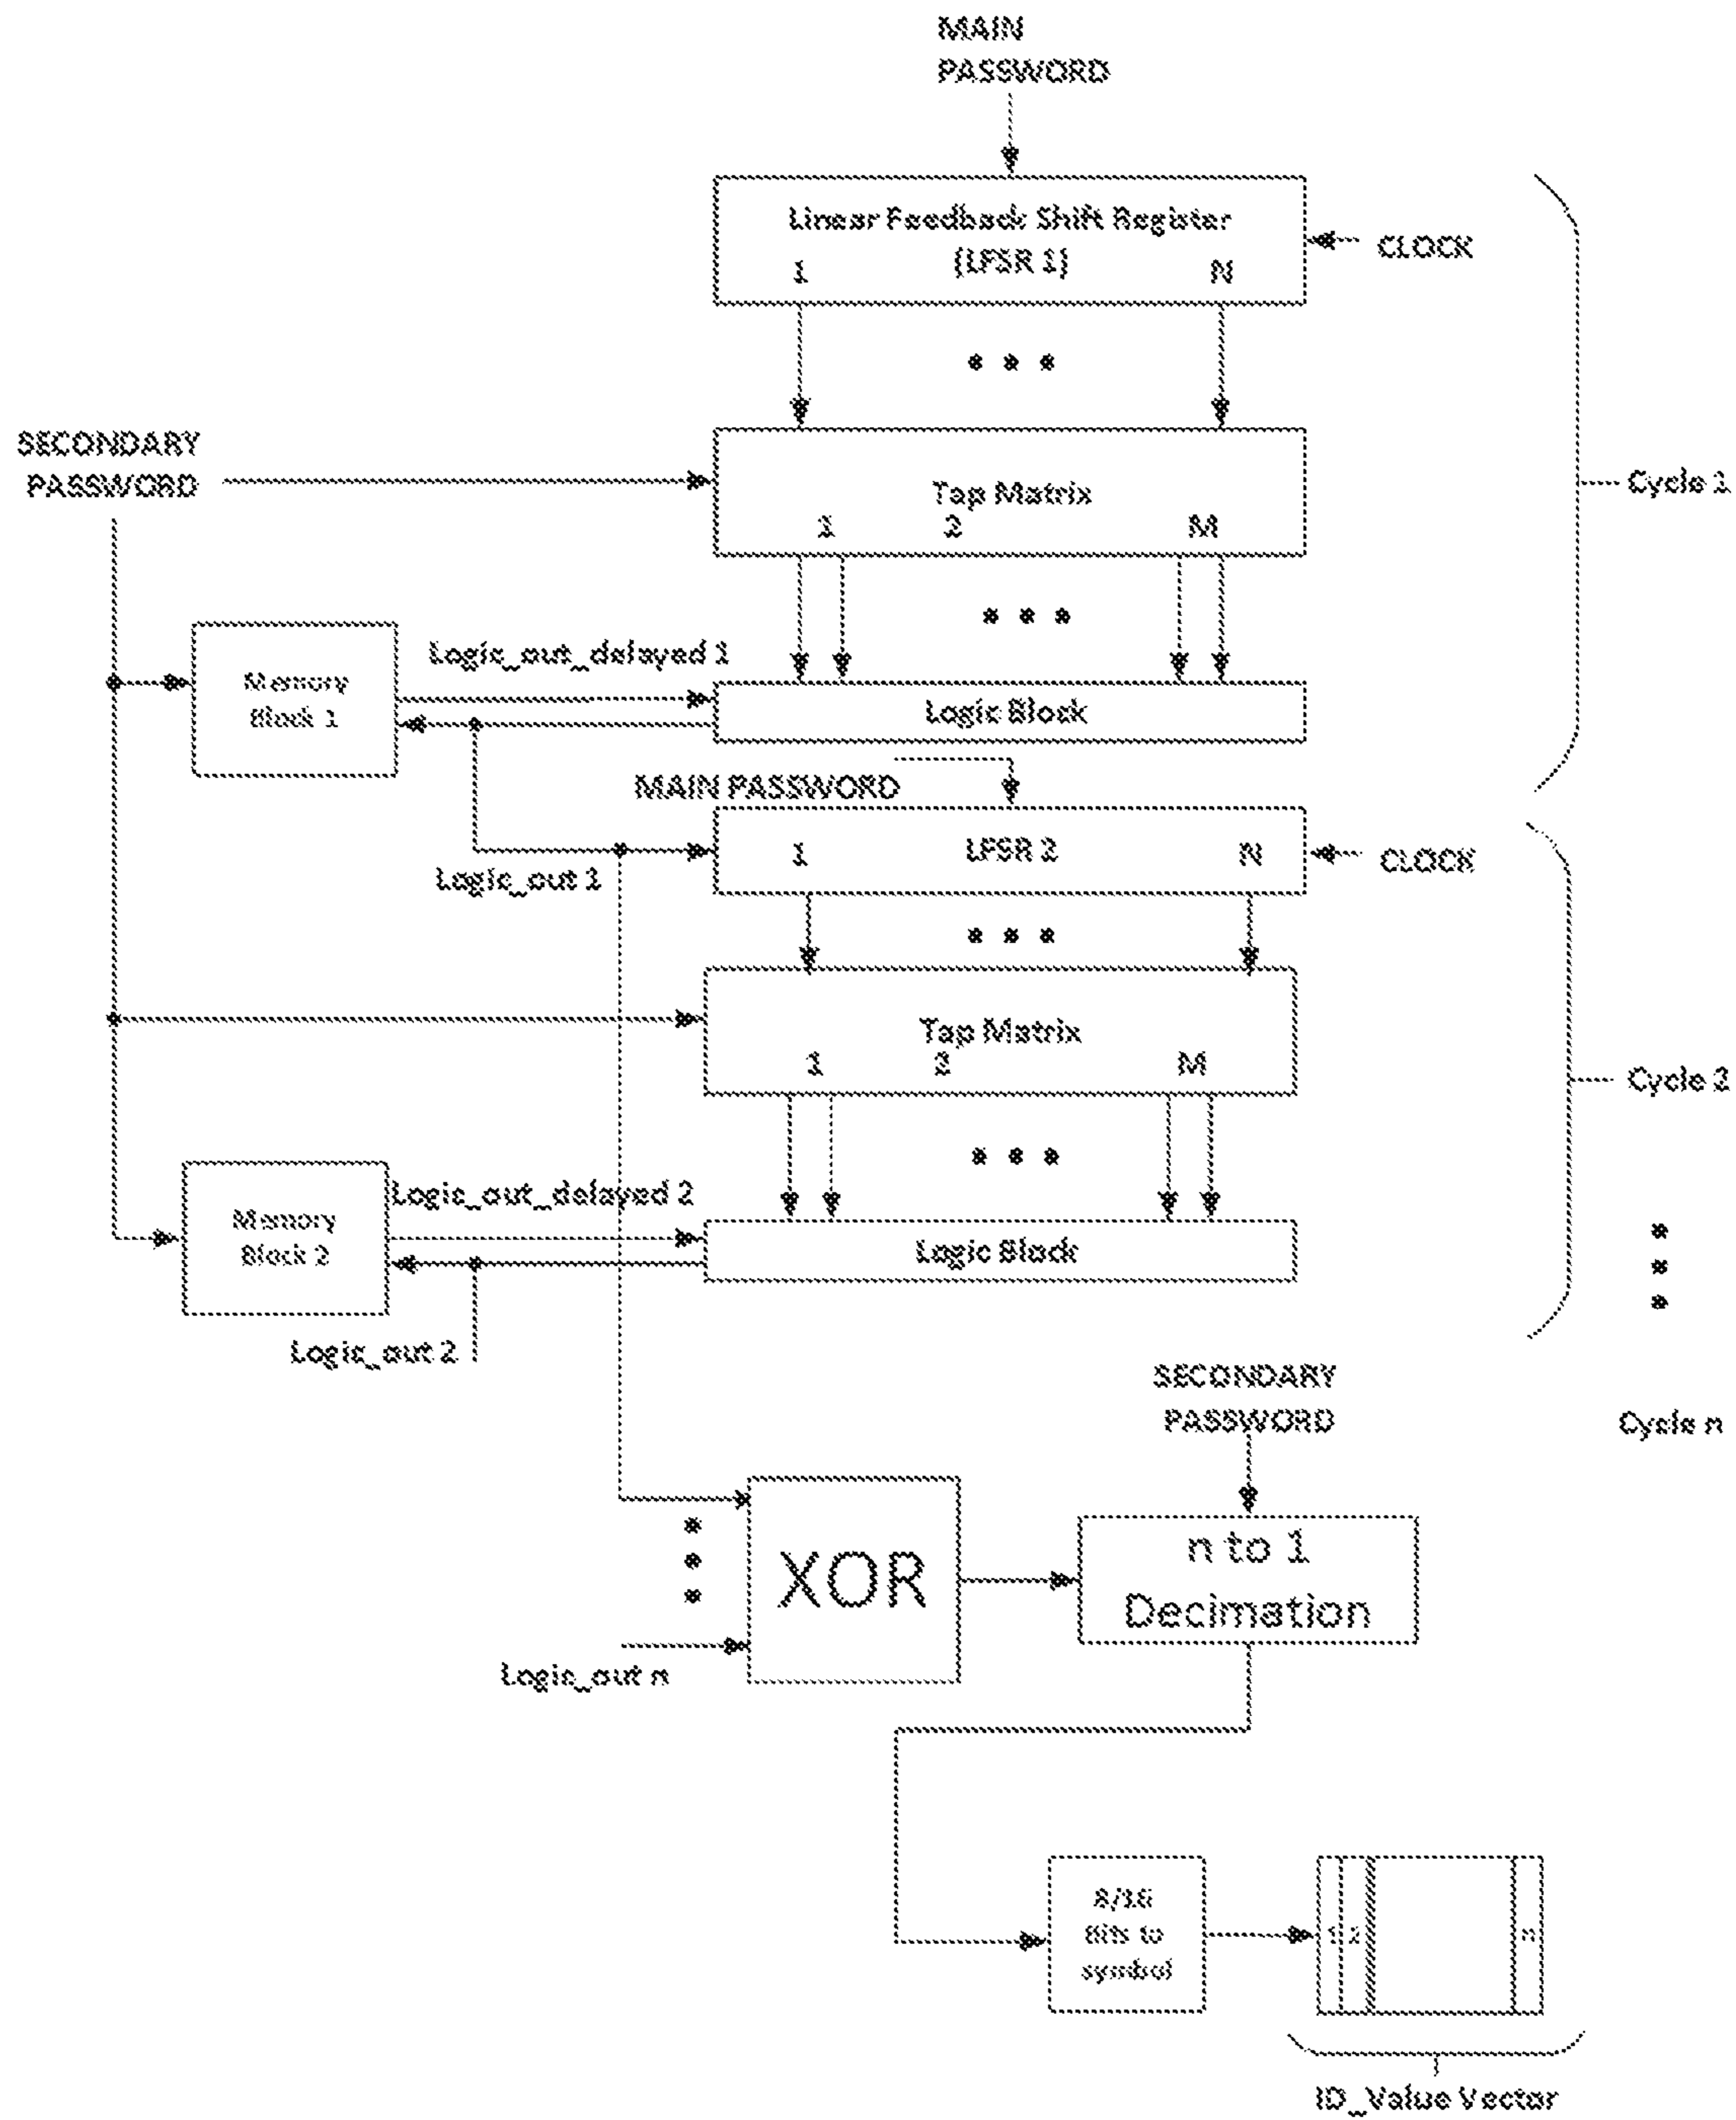 MAIN
PASSWORD
Linear Feedback Shift Register
(LFSR 1)
1 N
CLOCK
SECONDARY
PASSWORD
Tap Matrix
1 2 M
Cycle 1
Logic_out_delayed 1
Memory
Block 1
Logic Block
MAIN PASSWORD
1 LFSR 2 N
CLOCK
Logic_out 1
Tap Matrix
1 2 M
Cycle 2
Logic_out_delayed 2
Memory
Block 2
Logic Block
Logic_out 2
SECONDARY
PASSWORD
Cycle n
XOR
n to 1
Decimation
Logic_out n
8/16
Bits to
symbol
1 2 n
ID_Value Vector